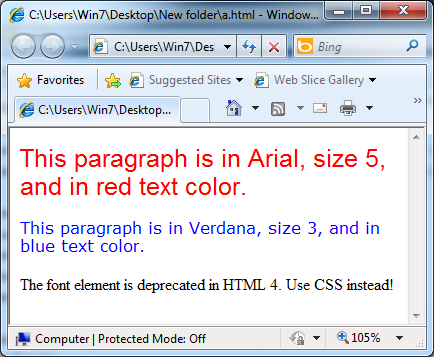 C:\Users\Win7\Desktop\New folder\a.html - Window...
C:\Users\Win7\Des
Bing
Favorites
Suggested Sites
Web Slice Gallery
C:\Users\Win7\Desktop...
This paragraph is in Arial, size 5,
and in red text color.
This paragraph is in Verdana, size 3, and in
blue text color.
The font element is deprecated in HTML 4. Use CSS instead!
Computer | Protected Mode: Off
105%